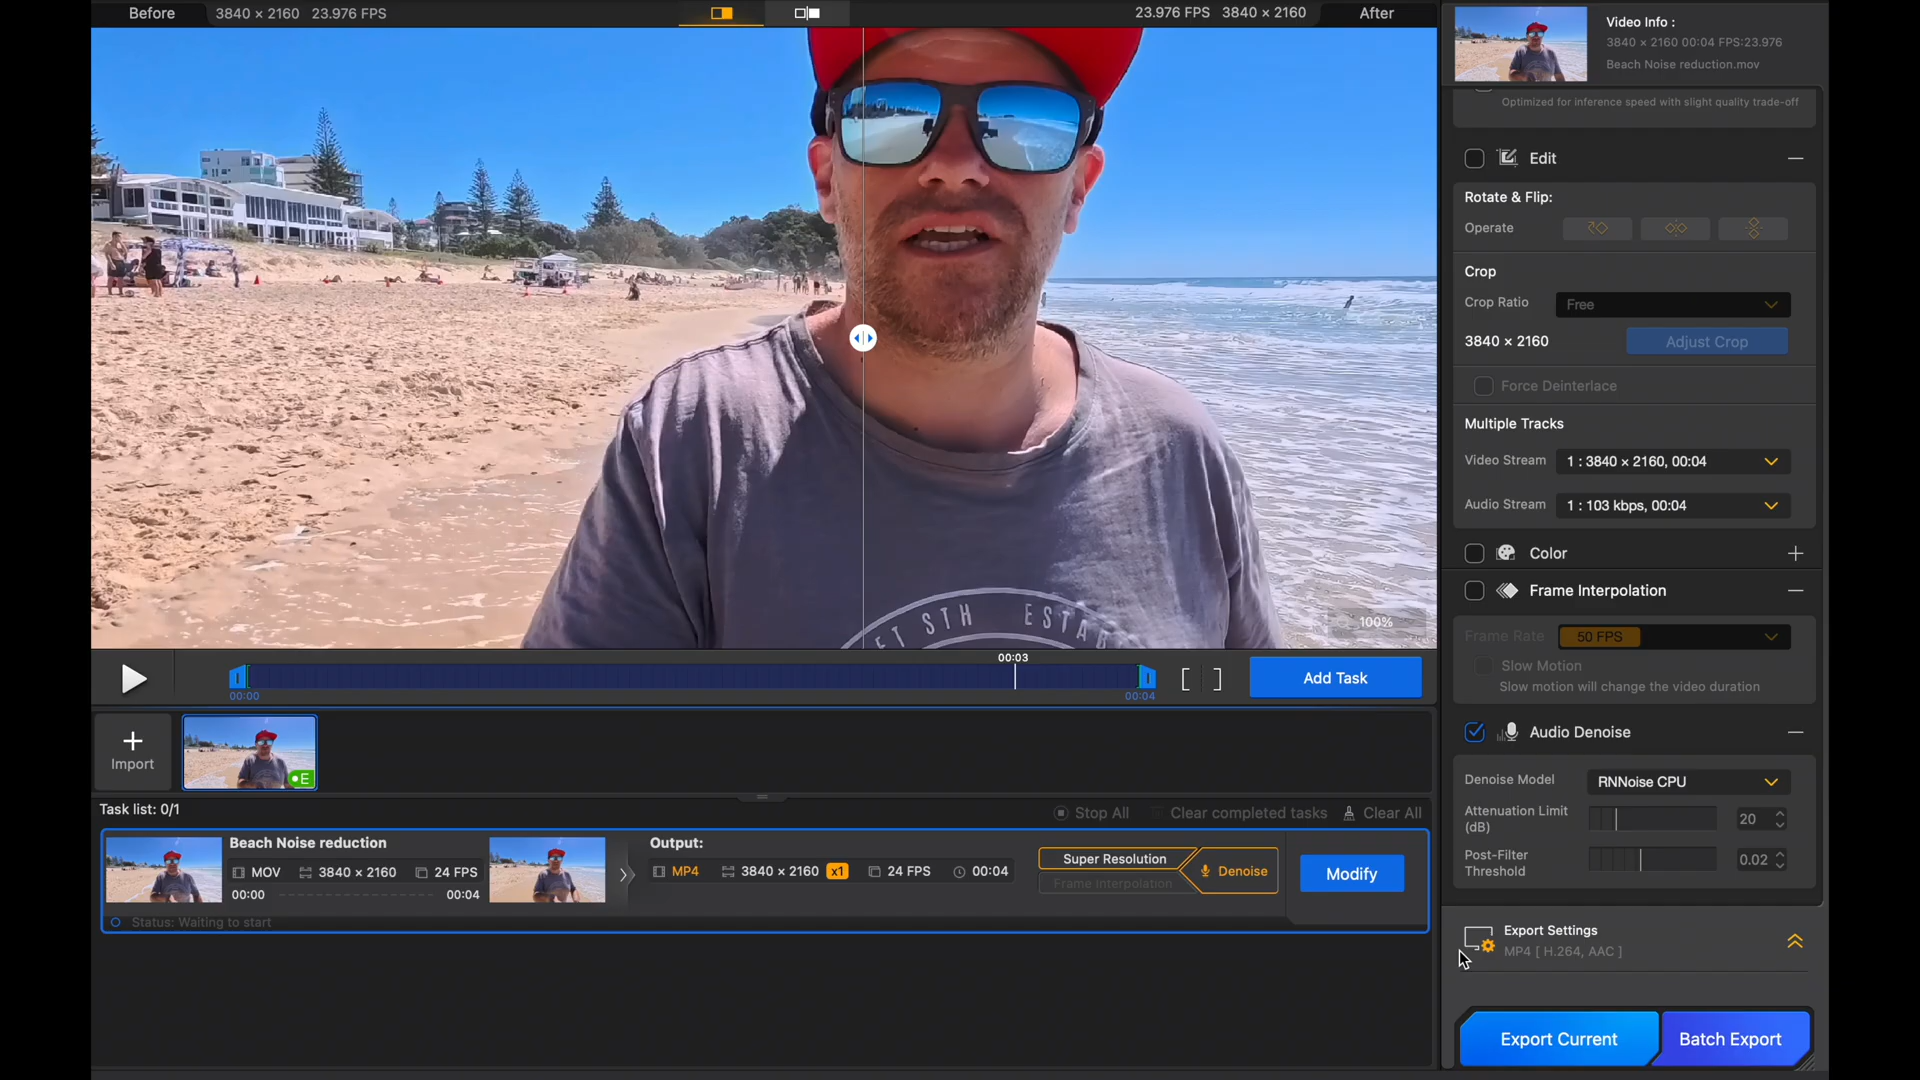 Before
3840 × 2160 23.976 FPS
23.976 FPS 3840 × 2160
After
Video Info :
3840 × 2160 00:04 FPS:23.976
Beach Noise reduction.mov
Optimized for inference speed with slight quality trade-off
Edit
Rotate & Flip:
Operate
Crop
Crop Ratio Free
3840 × 2160 Adjust Crop
Force Deinterlace
Multiple Tracks
Video Stream 1 : 3840 × 2160, 00:04
Audio Stream 1 : 103 kbps, 00:04
Color
Frame Interpolation
Frame Rate 50 FPS
Slow Motion
Slow motion will change the video duration
Audio Denoise
Denoise Model RNNoise CPU
Attenuation Limit
(dB)
20
Post-Filter
Threshold
0.02
Export Settings
MP4 [ H.264, AAC ]
Export Current Batch Export
ET STH ESTAB
100%
00:03
00:00
00:04
[ ]
Add Task
Import
E
Task list: 0/1
Stop All Clear completed tasks Clear All
Beach Noise reduction
MOV 3840 × 2160 24 FPS
00:00 00:04
Output:
MP4 3840 × 2160 x1 24 FPS 00:04
Super Resolution
Frame Interpolation
Denoise
Modify
Status: Waiting to start